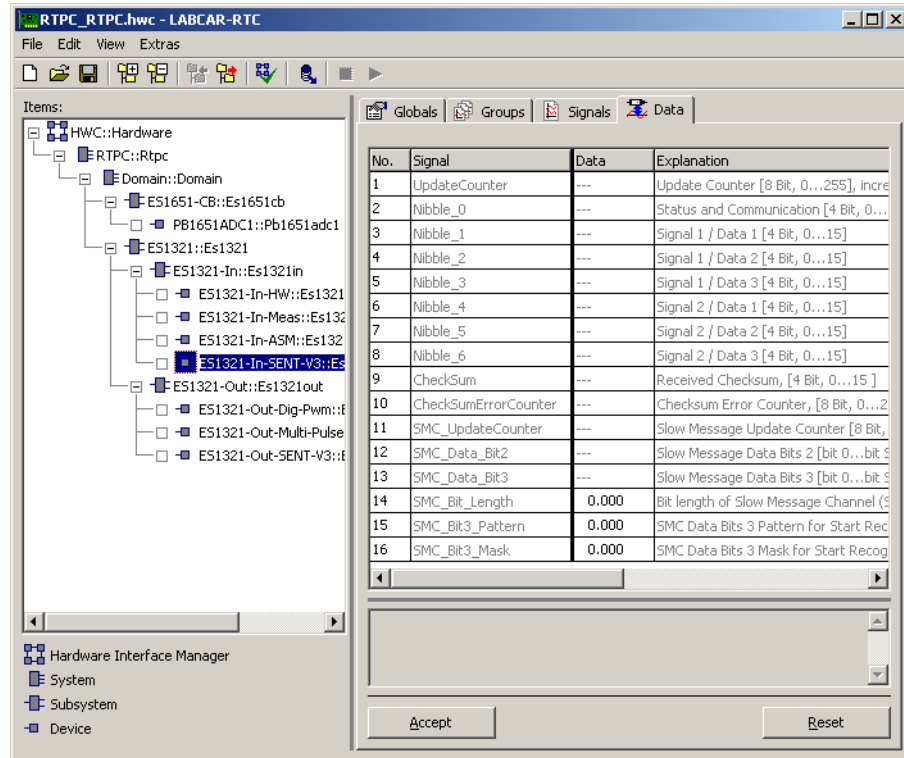 RTPC_RTPC.hwc - LABCAR-RTC
File Edit View Extras
Items:
HWC::Hardware
RTPC::Rtpc
Domain::Domain
ES1651-CB::Es1651cb
PB1651ADC1::Pb1651adc1
ES1321::Es1321
ES1321-In::Es1321in
ES1321-In-HW::Es1321
ES1321-In-Meas::Es132
ES1321-In-ASM::Es132
ES1321-In-SENT-V3::Es
ES1321-Out::Es1321out
ES1321-Out-Dig-Pwm::E
ES1321-Out-Multi-Pulse
ES1321-Out-SENT-V3::E
Hardware Interface Manager
System
Subsystem
Device
Globals Groups Signals Data
No. Signal Data Explanation
1 UpdateCounter --- Update Counter [8 Bit, 0...255], incre
2 Nibble_0 --- Status and Communication [4 Bit, 0...
3 Nibble_1 --- Signal 1 / Data 1 [4 Bit, 0...15]
4 Nibble_2 --- Signal 1 / Data 2 [4 Bit, 0...15]
5 Nibble_3 --- Signal 1 / Data 3 [4 Bit, 0...15]
6 Nibble_4 --- Signal 2 / Data 1 [4 Bit, 0...15]
7 Nibble_5 --- Signal 2 / Data 2 [4 Bit, 0...15]
8 Nibble_6 --- Signal 2 / Data 3 [4 Bit, 0...15]
9 CheckSum --- Received Checksum, [4 Bit, 0...15 ]
10 CheckSumErrorCounter --- Checksum Error Counter, [8 Bit, 0...2
11 SMC_UpdateCounter --- Slow Message Update Counter [8 Bit,
12 SMC_Data_Bit2 --- Slow Message Data Bits 2 [bit 0...bit 5
13 SMC_Data_Bit3 --- Slow Message Data Bits 3 [bit 0...bit 5
14 SMC_Bit_Length 0.000 Bit length of Slow Message Channel (S
15 SMC_Bit3_Pattern 0.000 SMC Data Bits 3 Pattern for Start Rec
16 SMC_Bit3_Mask 0.000 SMC Data Bits 3 Mask for Start Recog
Accept Reset